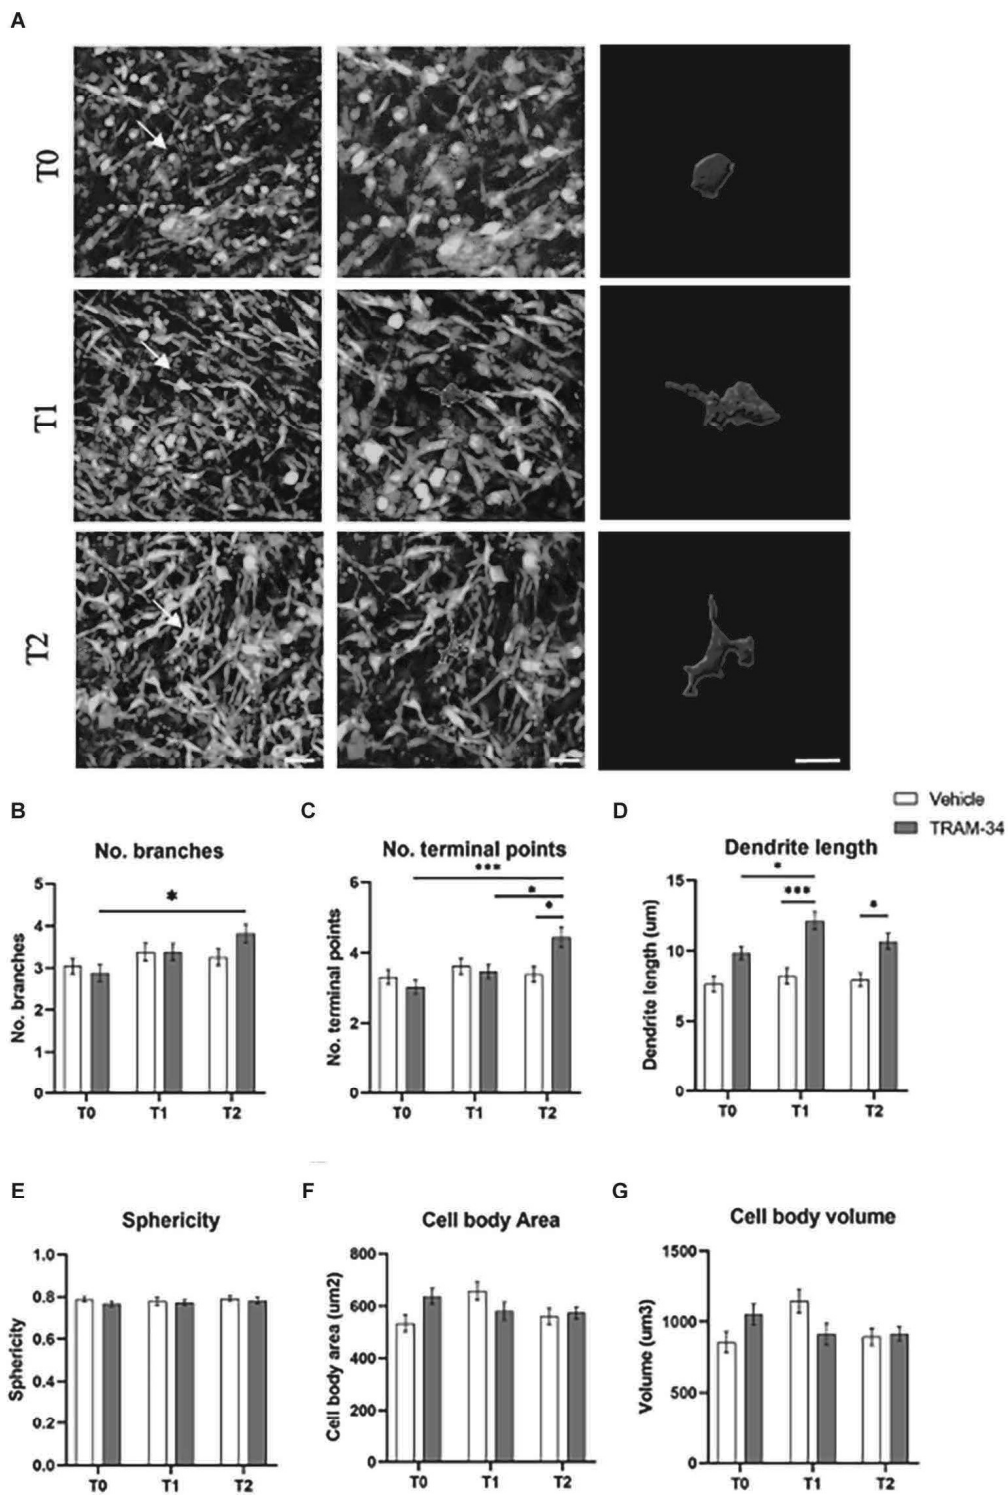 A
T0
T1
T2
B
C
D
Vehicle
TRAM-34
No. branches
No. branches
5
4
3
2
1
0
*
T0 T1 T2
No. terminal points
No. terminal points
6
4
2
0
***
*
*
T0 T1 T2
Dendrite length
Dendrite length (um)
15
10
5
0
*
***
*
T0 T1 T2
E
F
G
Sphericity
Sphericity
1.0
0.8
0.6
0.4
0.2
0.0
T0 T1 T2
Cell body Area
Cell body area (um2)
800
600
400
200
0
T0 T1 T2
Cell body volume
Volume (um3)
1500
1000
500
0
T0 T1 T2